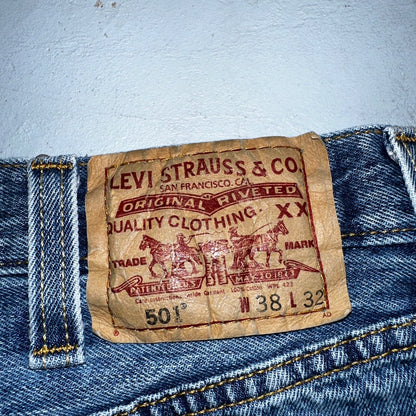 LEVI STRAUSS & CO.
SAN FRANCISCO, CAL
ORIGINAL RIVETED
QUALITY CLOTHING. XX
TRADE MARK
501® W 38 L 32